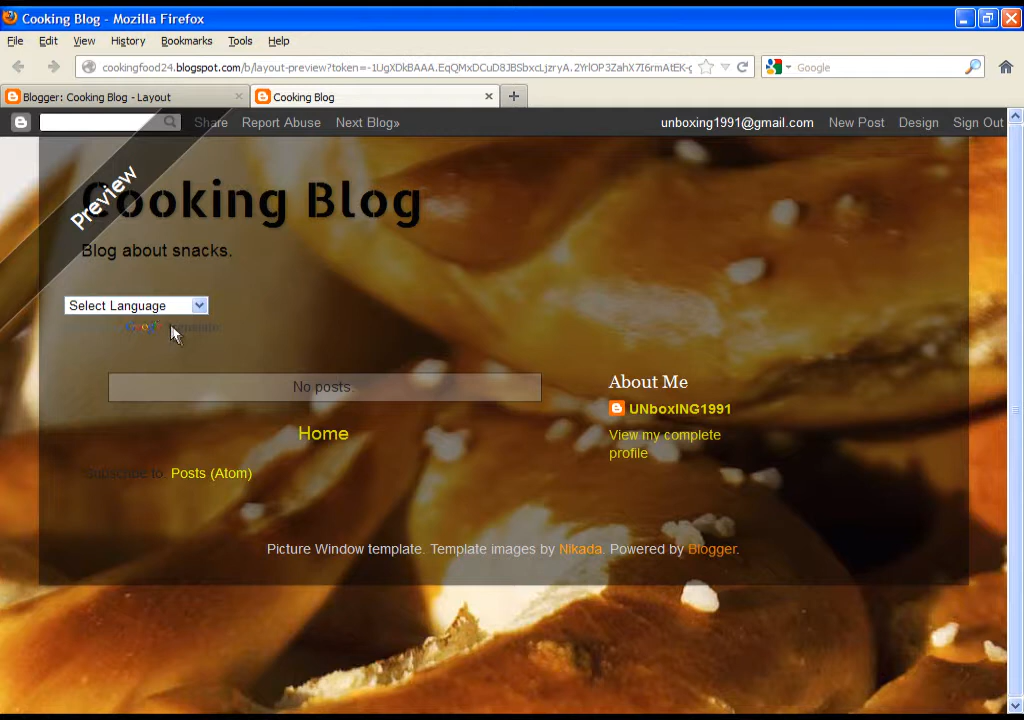 Cooking Blog - Mozilla Firefox
File Edit View History Bookmarks Tools Help
cookingfood24.blogspot.com/b/layout-preview?token=-1UgXDkBAAA.EqQMxDCuD8JBSbxcLjzryA.2YrlOP3ZahX7I6rmAtEK-
Google
Blogger: Cooking Blog - Layout
Cooking Blog
Share Report Abuse Next Blog»
unboxing1991@gmail.com New Post Design Sign Out
Preview
Cooking Blog
Blog about snacks.
Select Language
No posts.
Home
Subscribe to: Posts (Atom)
About Me
UNboxING1991
View my complete
profile
Picture Window template. Template images by Nikada. Powered by Blogger.